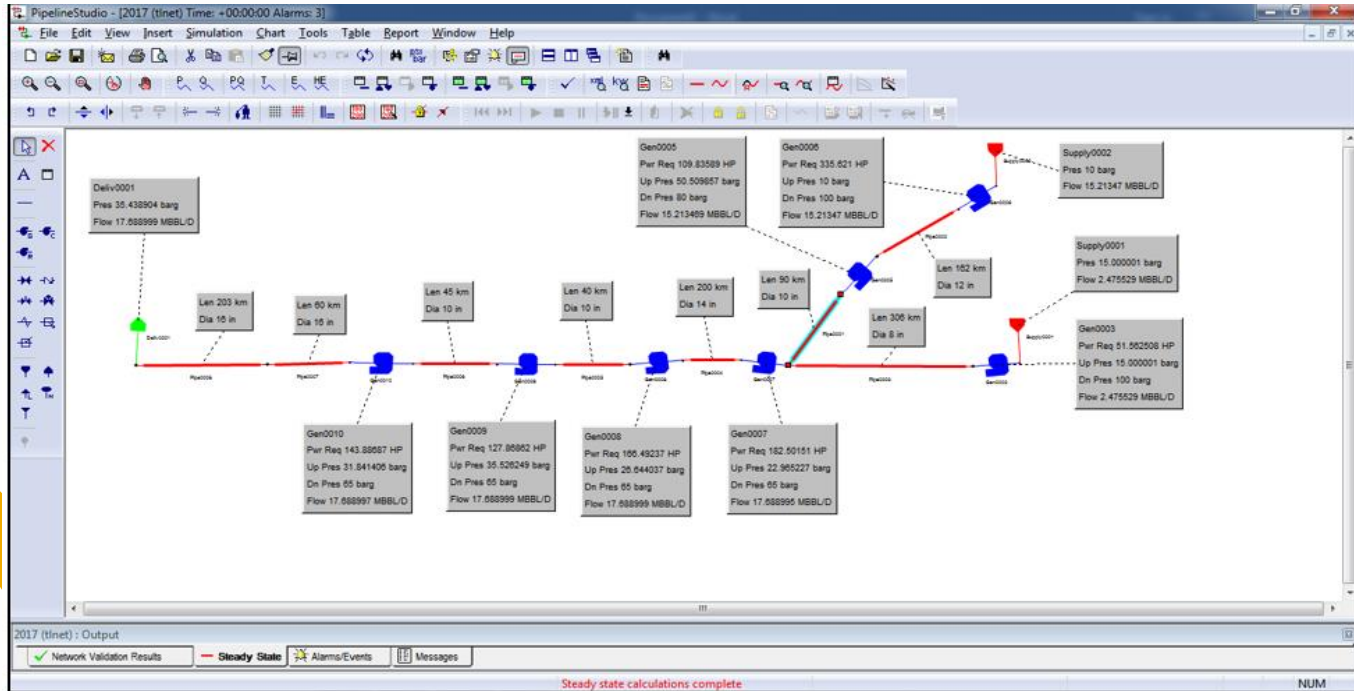 PipelineStudio - [2017 (tlnet) Time: +00:00:00 Alarms: 3]
File Edit View Insert Simulation Chart Tools Table Report Window Help
Gen0005
Pwr Req 109.83589 HP
Up Pres 50.509857 barg
Dn Pres 80 barg
Flow 15.213469 MBBL/D
Gen0006
Pwr Req 335.621 HP
Up Pres 10 barg
Dn Pres 100 barg
Flow 15.21347 MBBL/D
Supply0002
Pres 10 barg
Flow 15.21347 MBBL/D
Deliv0001
Pres 35.438904 barg
Flow 17.688999 MBBL/D
Supply0001
Pres 15.000001 barg
Flow 2.475529 MBBL/D
Len 203 km
Dia 16 in
Len 60 km
Dia 16 in
Len 45 km
Dia 10 in
Len 40 km
Dia 10 in
Len 200 km
Dia 14 in
Len 90 km
Dia 10 in
Len 162 km
Dia 12 in
Len 306 km
Dia 8 in
Gen0003
Pwr Req 51.562508 HP
Up Pres 15.000001 barg
Dn Pres 100 barg
Flow 2.475529 MBBL/D
Gen0010
Pwr Req 143.88687 HP
Up Pres 31.841406 barg
Dn Pres 65 barg
Flow 17.688997 MBBL/D
Gen0009
Pwr Req 127.86862 HP
Up Pres 35.526249 barg
Dn Pres 65 barg
Flow 17.688999 MBBL/D
Gen0008
Pwr Req 166.49237 HP
Up Pres 26.644037 barg
Dn Pres 65 barg
Flow 17.688999 MBBL/D
Gen0007
Pwr Req 182.50151 HP
Up Pres 22.965227 barg
Dn Pres 65 barg
Flow 17.688995 MBBL/D
2017 (tlnet) : Output
Network Validation Results Steady State Alarms/Events Messages
Steady state calculations complete NUM